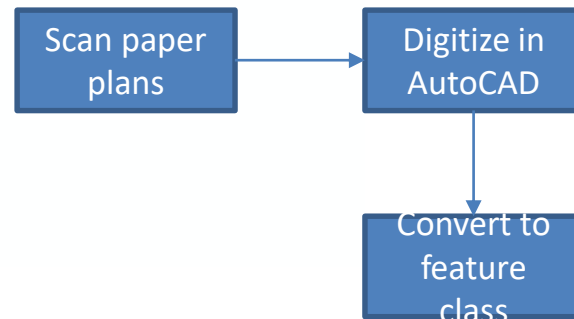 Scan paper
plans
Digitize in
AutoCAD
Convert to
feature
class